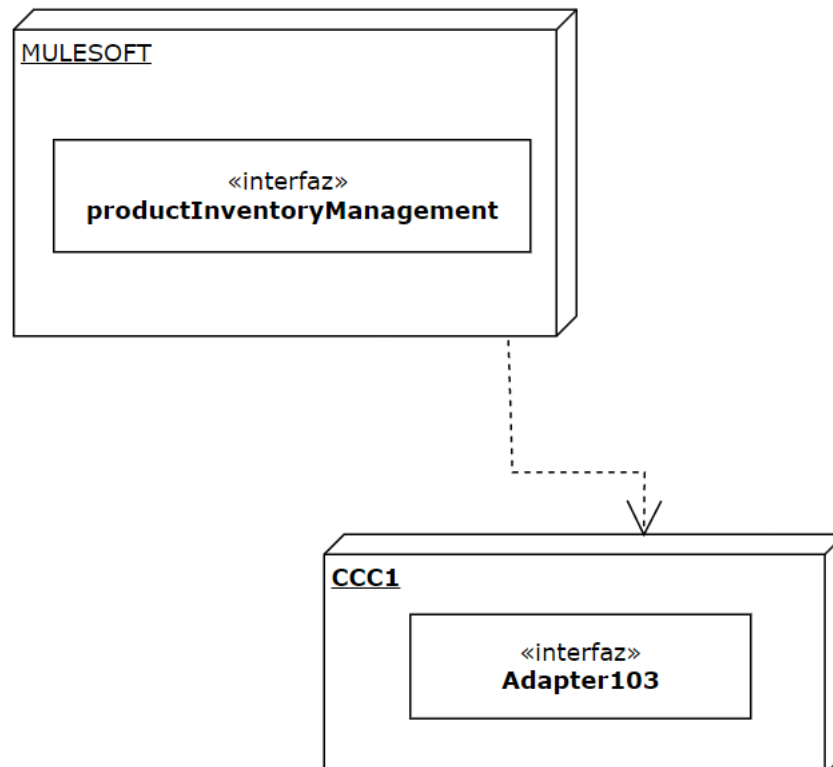 MULESOFT
«interfaz»
productInventoryManagement
CCC1
«interfaz»
Adapter103